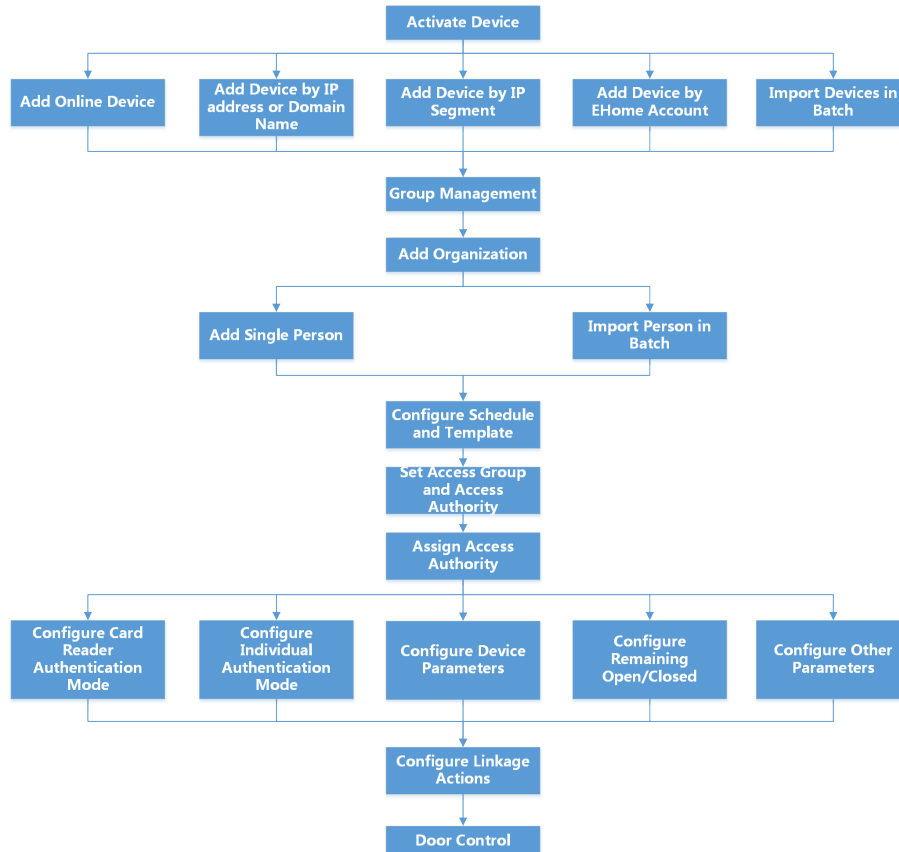 Activate Device
Add Online Device
Add Device by IP
address or Domain
Name
Add Device by IP
Segment
Add Device by
EHome Account
Import Devices in
Batch
Group Management
Add Organization
Add Single Person
Import Person in
Batch
Configure Schedule
and Template
Set Access Group
and Access
Authority
Assign Access
Authority
Configure Card
Reader
Authentication
Mode
Configure
Individual
Authentication
Mode
Configure Device
Parameters
Configure
Remaining
Open/Closed
Configure Other
Parameters
Configure Linkage
Actions
Door Control